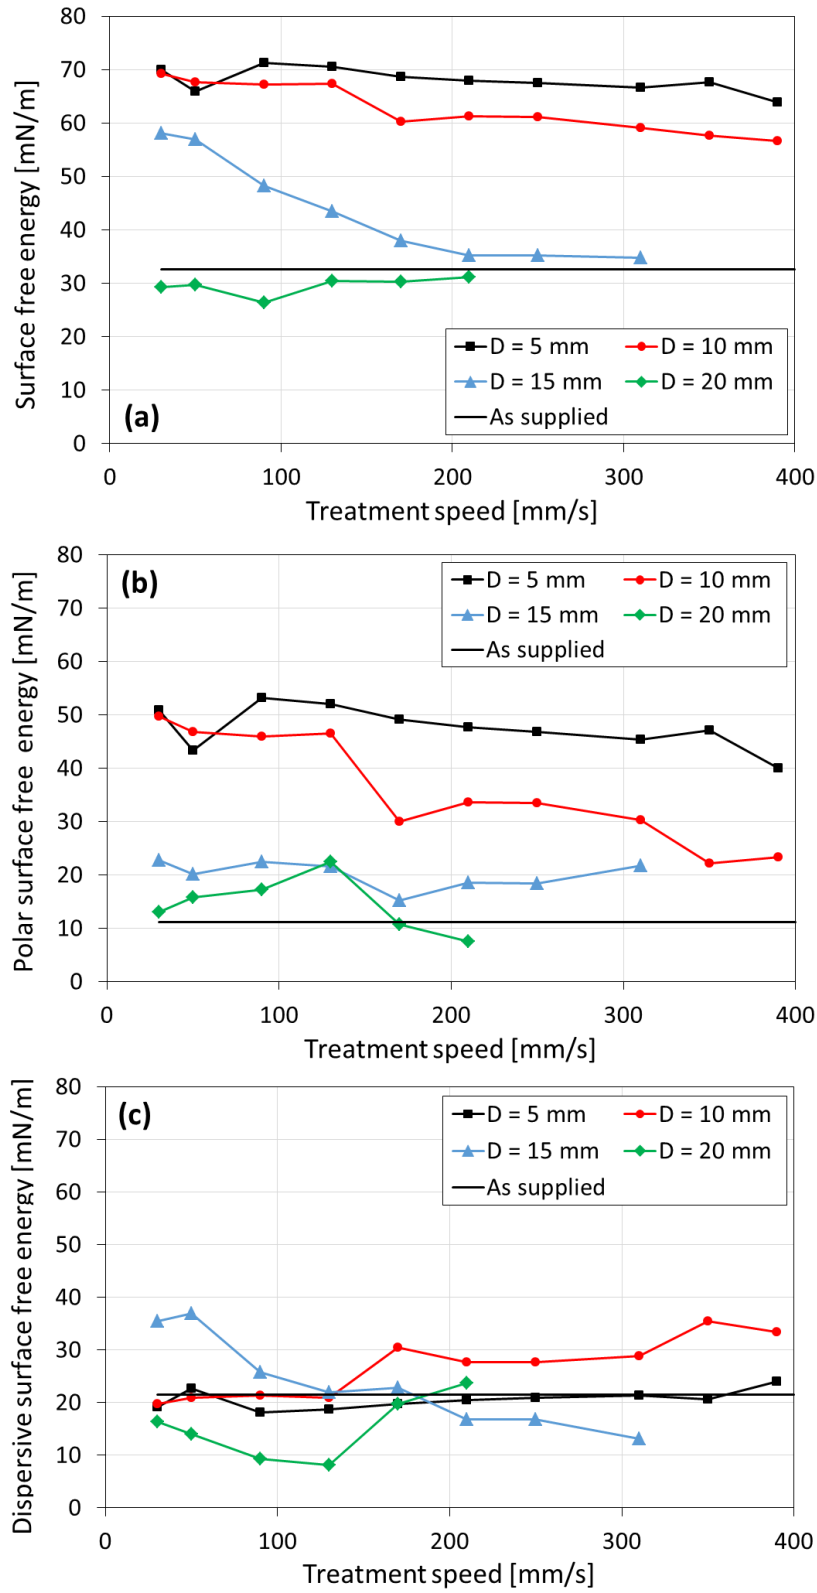 80
70
60
50
40
30
20
10
0
Surface free energy [mN/m]
D = 5 mm
D = 10 mm
D = 15 mm
D = 20 mm
As supplied
(a)
0 100 200 300 400
Treatment speed [mm/s]
80
70
60
50
40
30
20
10
0
Polar surface free energy [mN/m]
(b)
D = 5 mm
D = 10 mm
D = 15 mm
D = 20 mm
As supplied
0 100 200 300 400
Treatment speed [mm/s]
80
70
60
50
40
30
20
10
0
Dispersive surface free energy [mN/m]
(c)
D = 5 mm
D = 10 mm
D = 15 mm
D = 20 mm
As supplied
0 100 200 300 400
Treatment speed [mm/s]